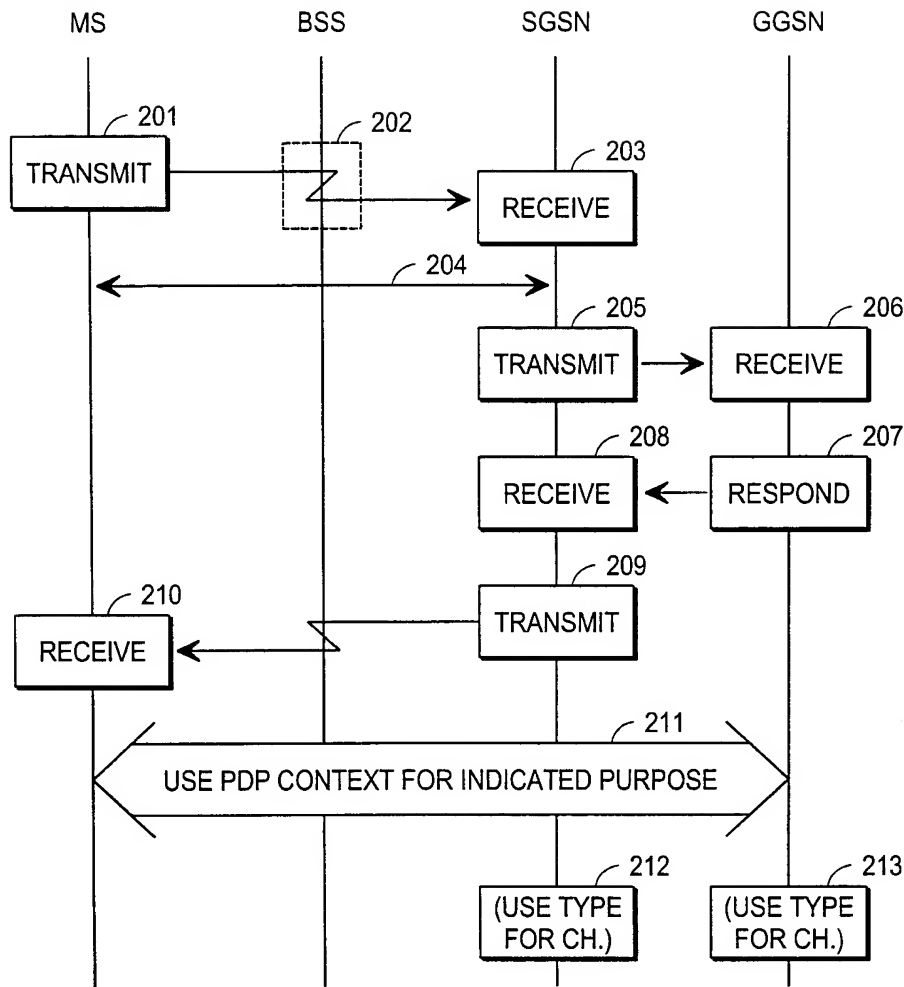 MS BSS SGSN GGSN
201
TRANSMIT
202
203
RECEIVE
204
205
TRANSMIT
206
RECEIVE
208
RECEIVE
207
RESPOND
209
TRANSMIT
210
RECEIVE
211
USE PDP CONTEXT FOR INDICATED PURPOSE
212
(USE TYPE
FOR CH.)
213
(USE TYPE
FOR CH.)